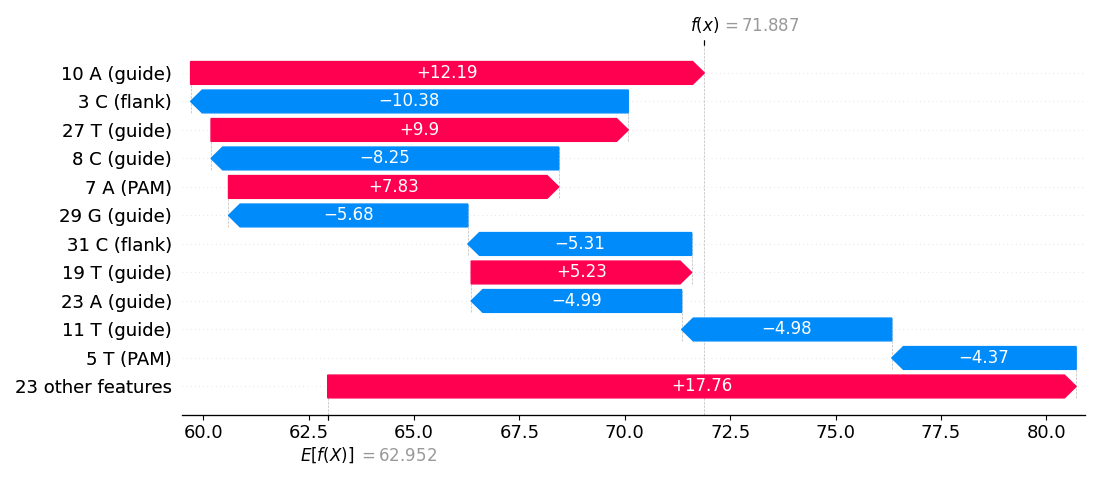 f(x) = 71.887
10 A (guide) +12.19
3 C (flank) −10.38
27 T (guide) +9.9
8 C (guide) −8.25
7 A (PAM) +7.83
29 G (guide) −5.68
31 C (flank) −5.31
19 T (guide) +5.23
23 A (guide) −4.99
11 T (guide) −4.98
5 T (PAM) −4.37
23 other features +17.76
60.0 62.5 65.0 67.5 70.0 72.5 75.0 77.5 80.0
E[f(X)] = 62.952